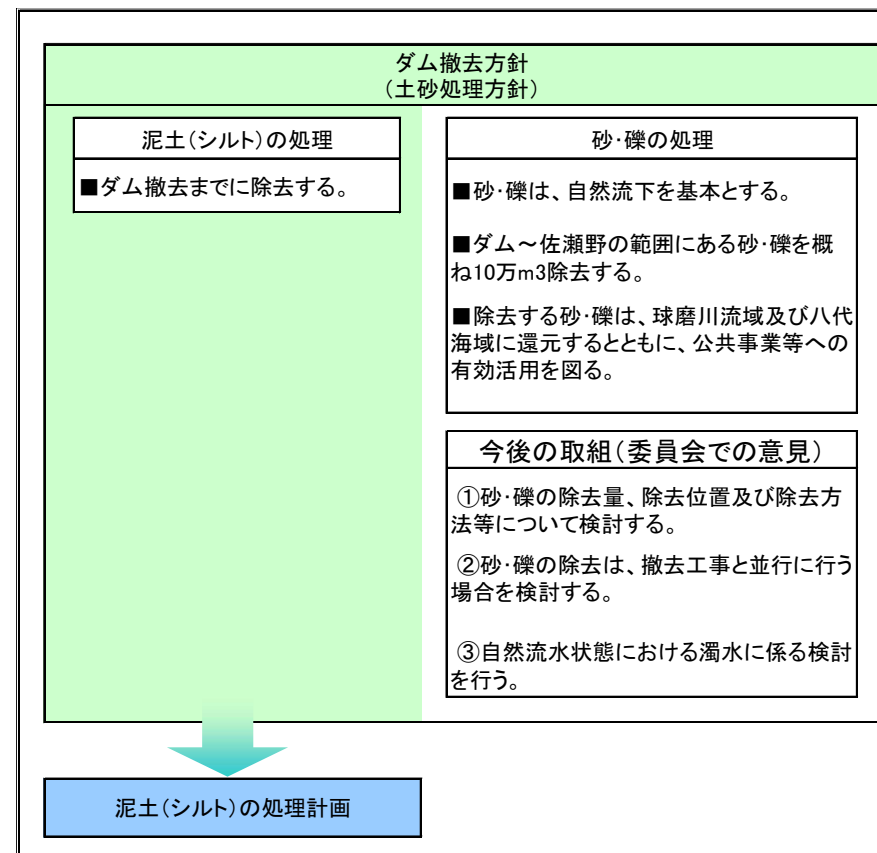 ダム撤去方針
（土砂処理方針）
泥土（シルト）の処理
■ダム撤去までに除去する。
砂・礫の処理
■砂・礫は、自然流下を基本とする。
■ダム～佐瀬野の範囲にある砂・礫を概
ね10万m3除去する。
■除去する砂・礫は、球磨川流域及び八代
海域に還元するとともに、公共事業等への
有効活用を図る。
今後の取組（委員会での意見）
①砂・礫の除去量、除去位置及び除去方
法等について検討する。
②砂・礫の除去は、撤去工事と並行に行う
場合を検討する。
③自然流水状態における濁水に係る検討
を行う。
泥土（シルト）の処理計画